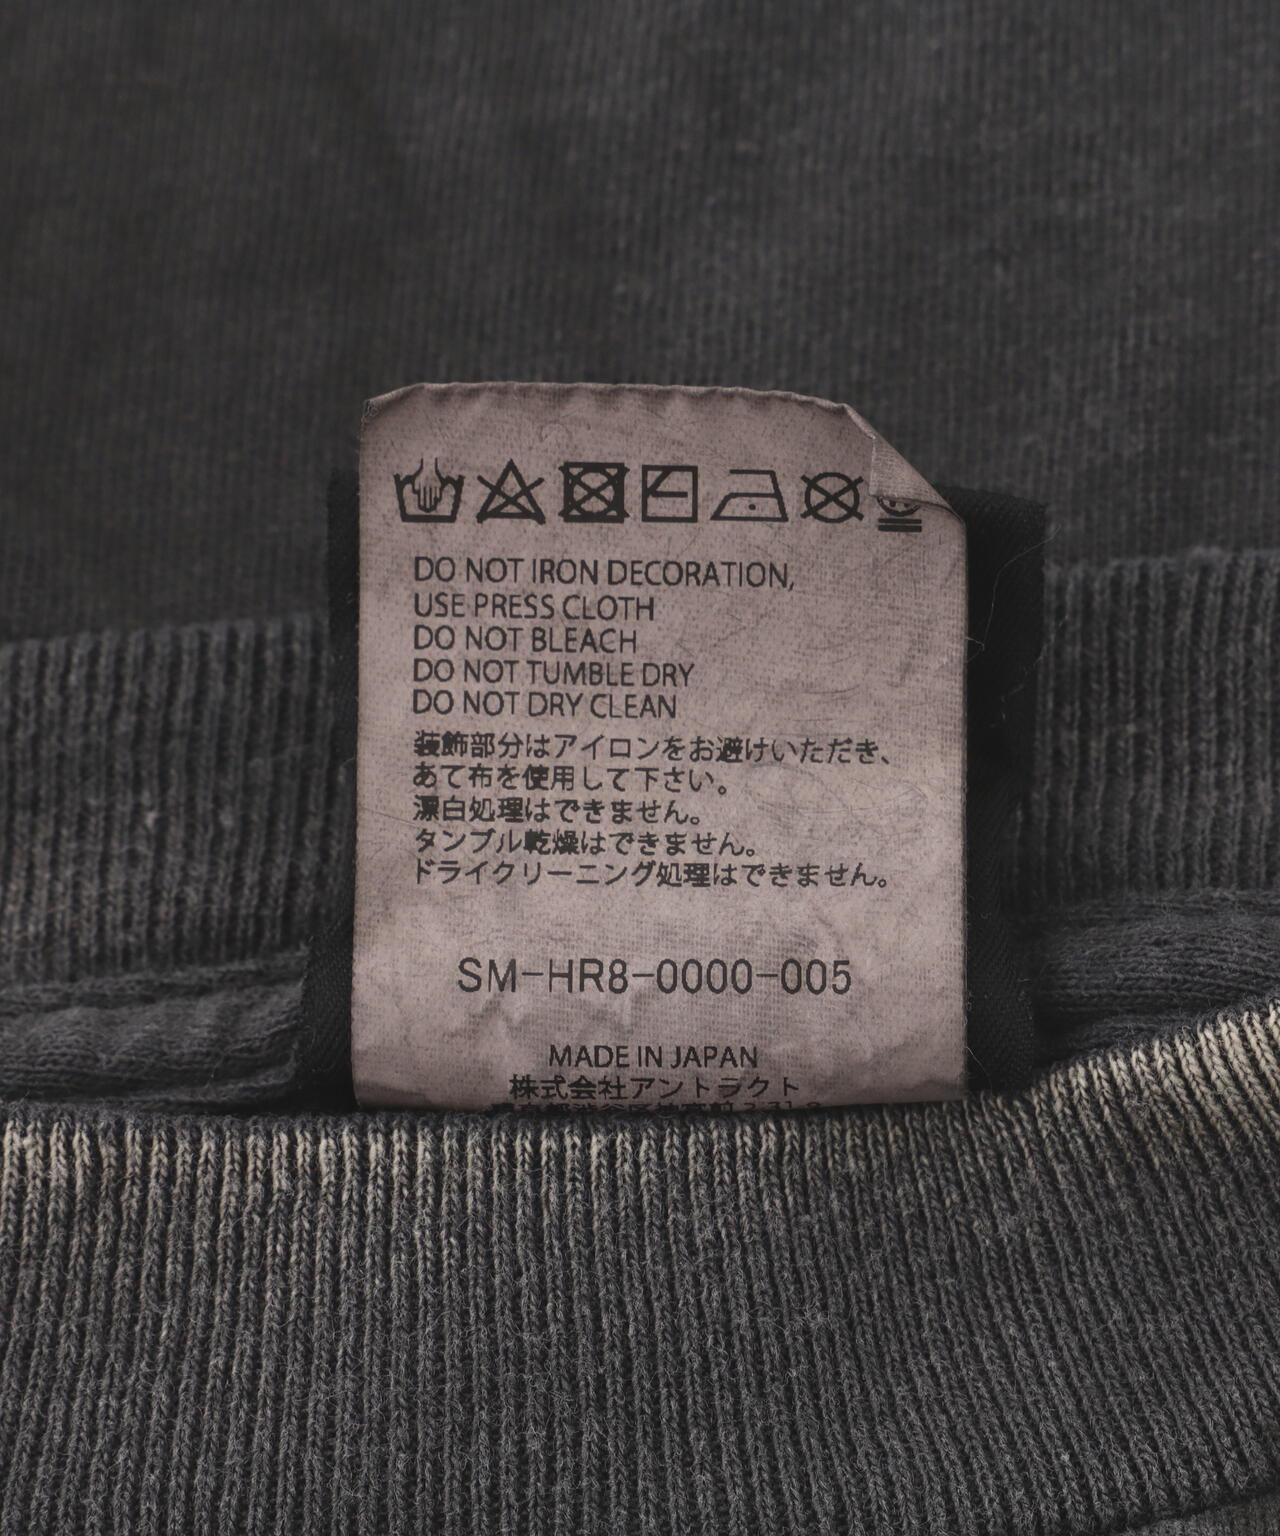 DO NOT IRON DECORATION,
USE PRESS CLOTH
DO NOT BLEACH
DO NOT TUMBLE DRY
DO NOT DRY CLEAN
装飾部分はアイロンをお避けいただき、
あて布を使用して下さい。
漂白処理はできません。
タンブル乾燥はできません。
ドライクリーニング処理はできません。
SM-HR8-0000-005
MADE IN JAPAN
株式会社アントラクト